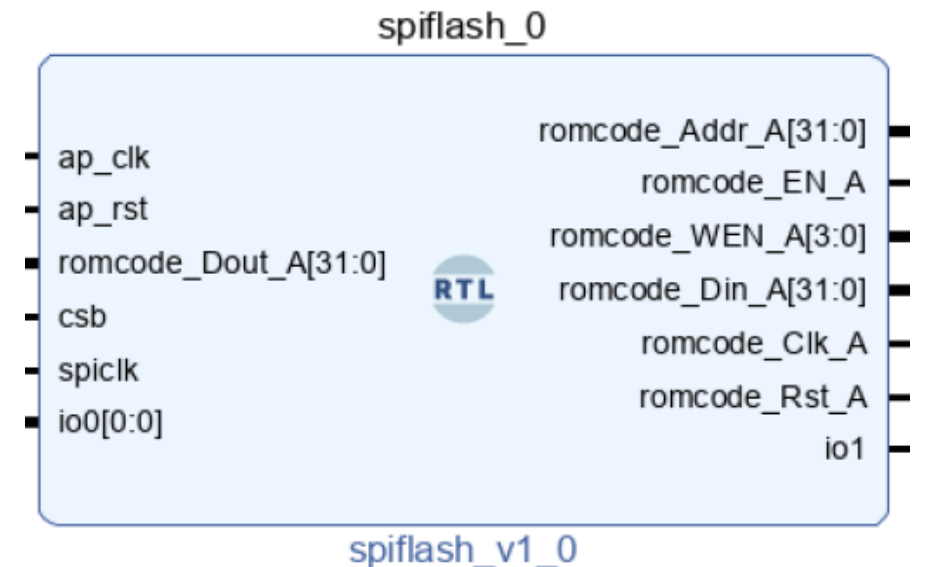 spiflash_0
ap_clk
ap_rst
romcode_Dout_A[31:0]
csb
spiclk
io0[0:0]
RTL
romcode_Addr_A[31:0]
romcode_EN_A
romcode_WEN_A[3:0]
romcode_Din_A[31:0]
romcode_Clk_A
romcode_Rst_A
io1
spiflash_v1_0